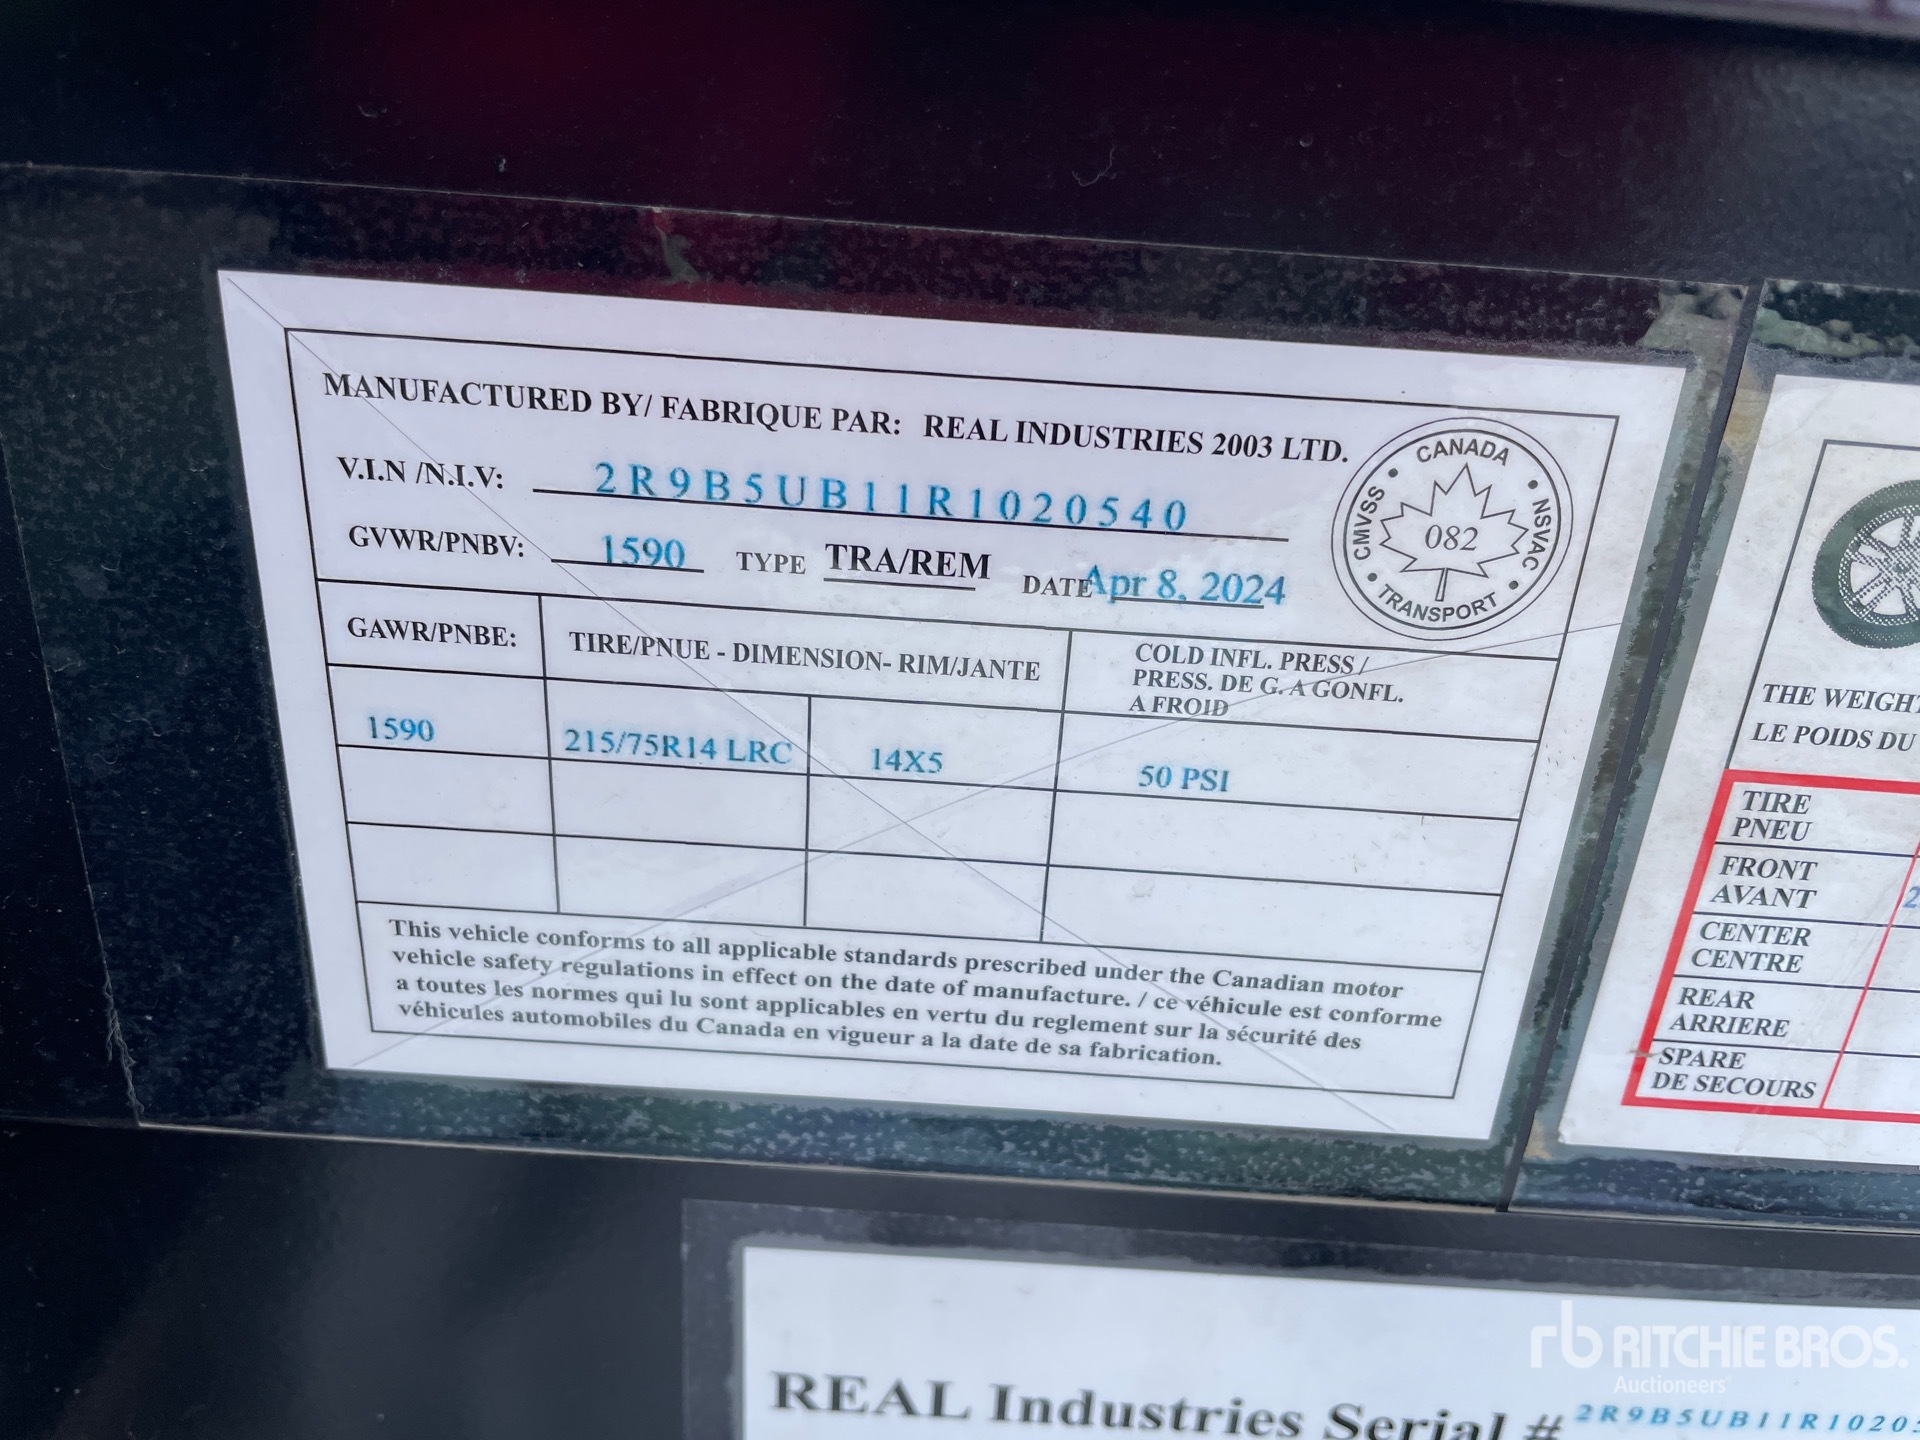 MANUFACTURED BY/ FABRIQUE PAR: REAL INDUSTRIES 2003 LTD.
V.I.N /N.I.V: 2R9B5UB11R1020540
GVWR/PNBV: 1590 TYPE TRA/REM DATE Apr 8, 2024
CANADA
CMVSS • 082 • NSVAC
TRANSPORT
GAWR/PNBE: TIRE/PNUE - DIMENSION- RIM/JANTE COLD INFL. PRESS /
PRESS. DE G. A GONFL.
A FROID
1590 215/75R14 LRC 14X5 50 PSI
This vehicle conforms to all applicable standards prescribed under the Canadian motor
vehicle safety regulations in effect on the date of manufacture. / ce véhicule est conforme
a toutes les normes qui lu sont applicables en vertu du reglement sur la sécurité des
véhicules automobiles du Canada en vigueur a la date de sa fabrication.
THE WEIGHT
LE POIDS DU
TIRE
PNEU
FRONT
AVANT
CENTER
CENTRE
REAR
ARRIERE
SPARE
DE SECOURS
REAL Industries Serial # 2R9B5UB11R1020
rb RITCHIE BROS.
Auctioneers